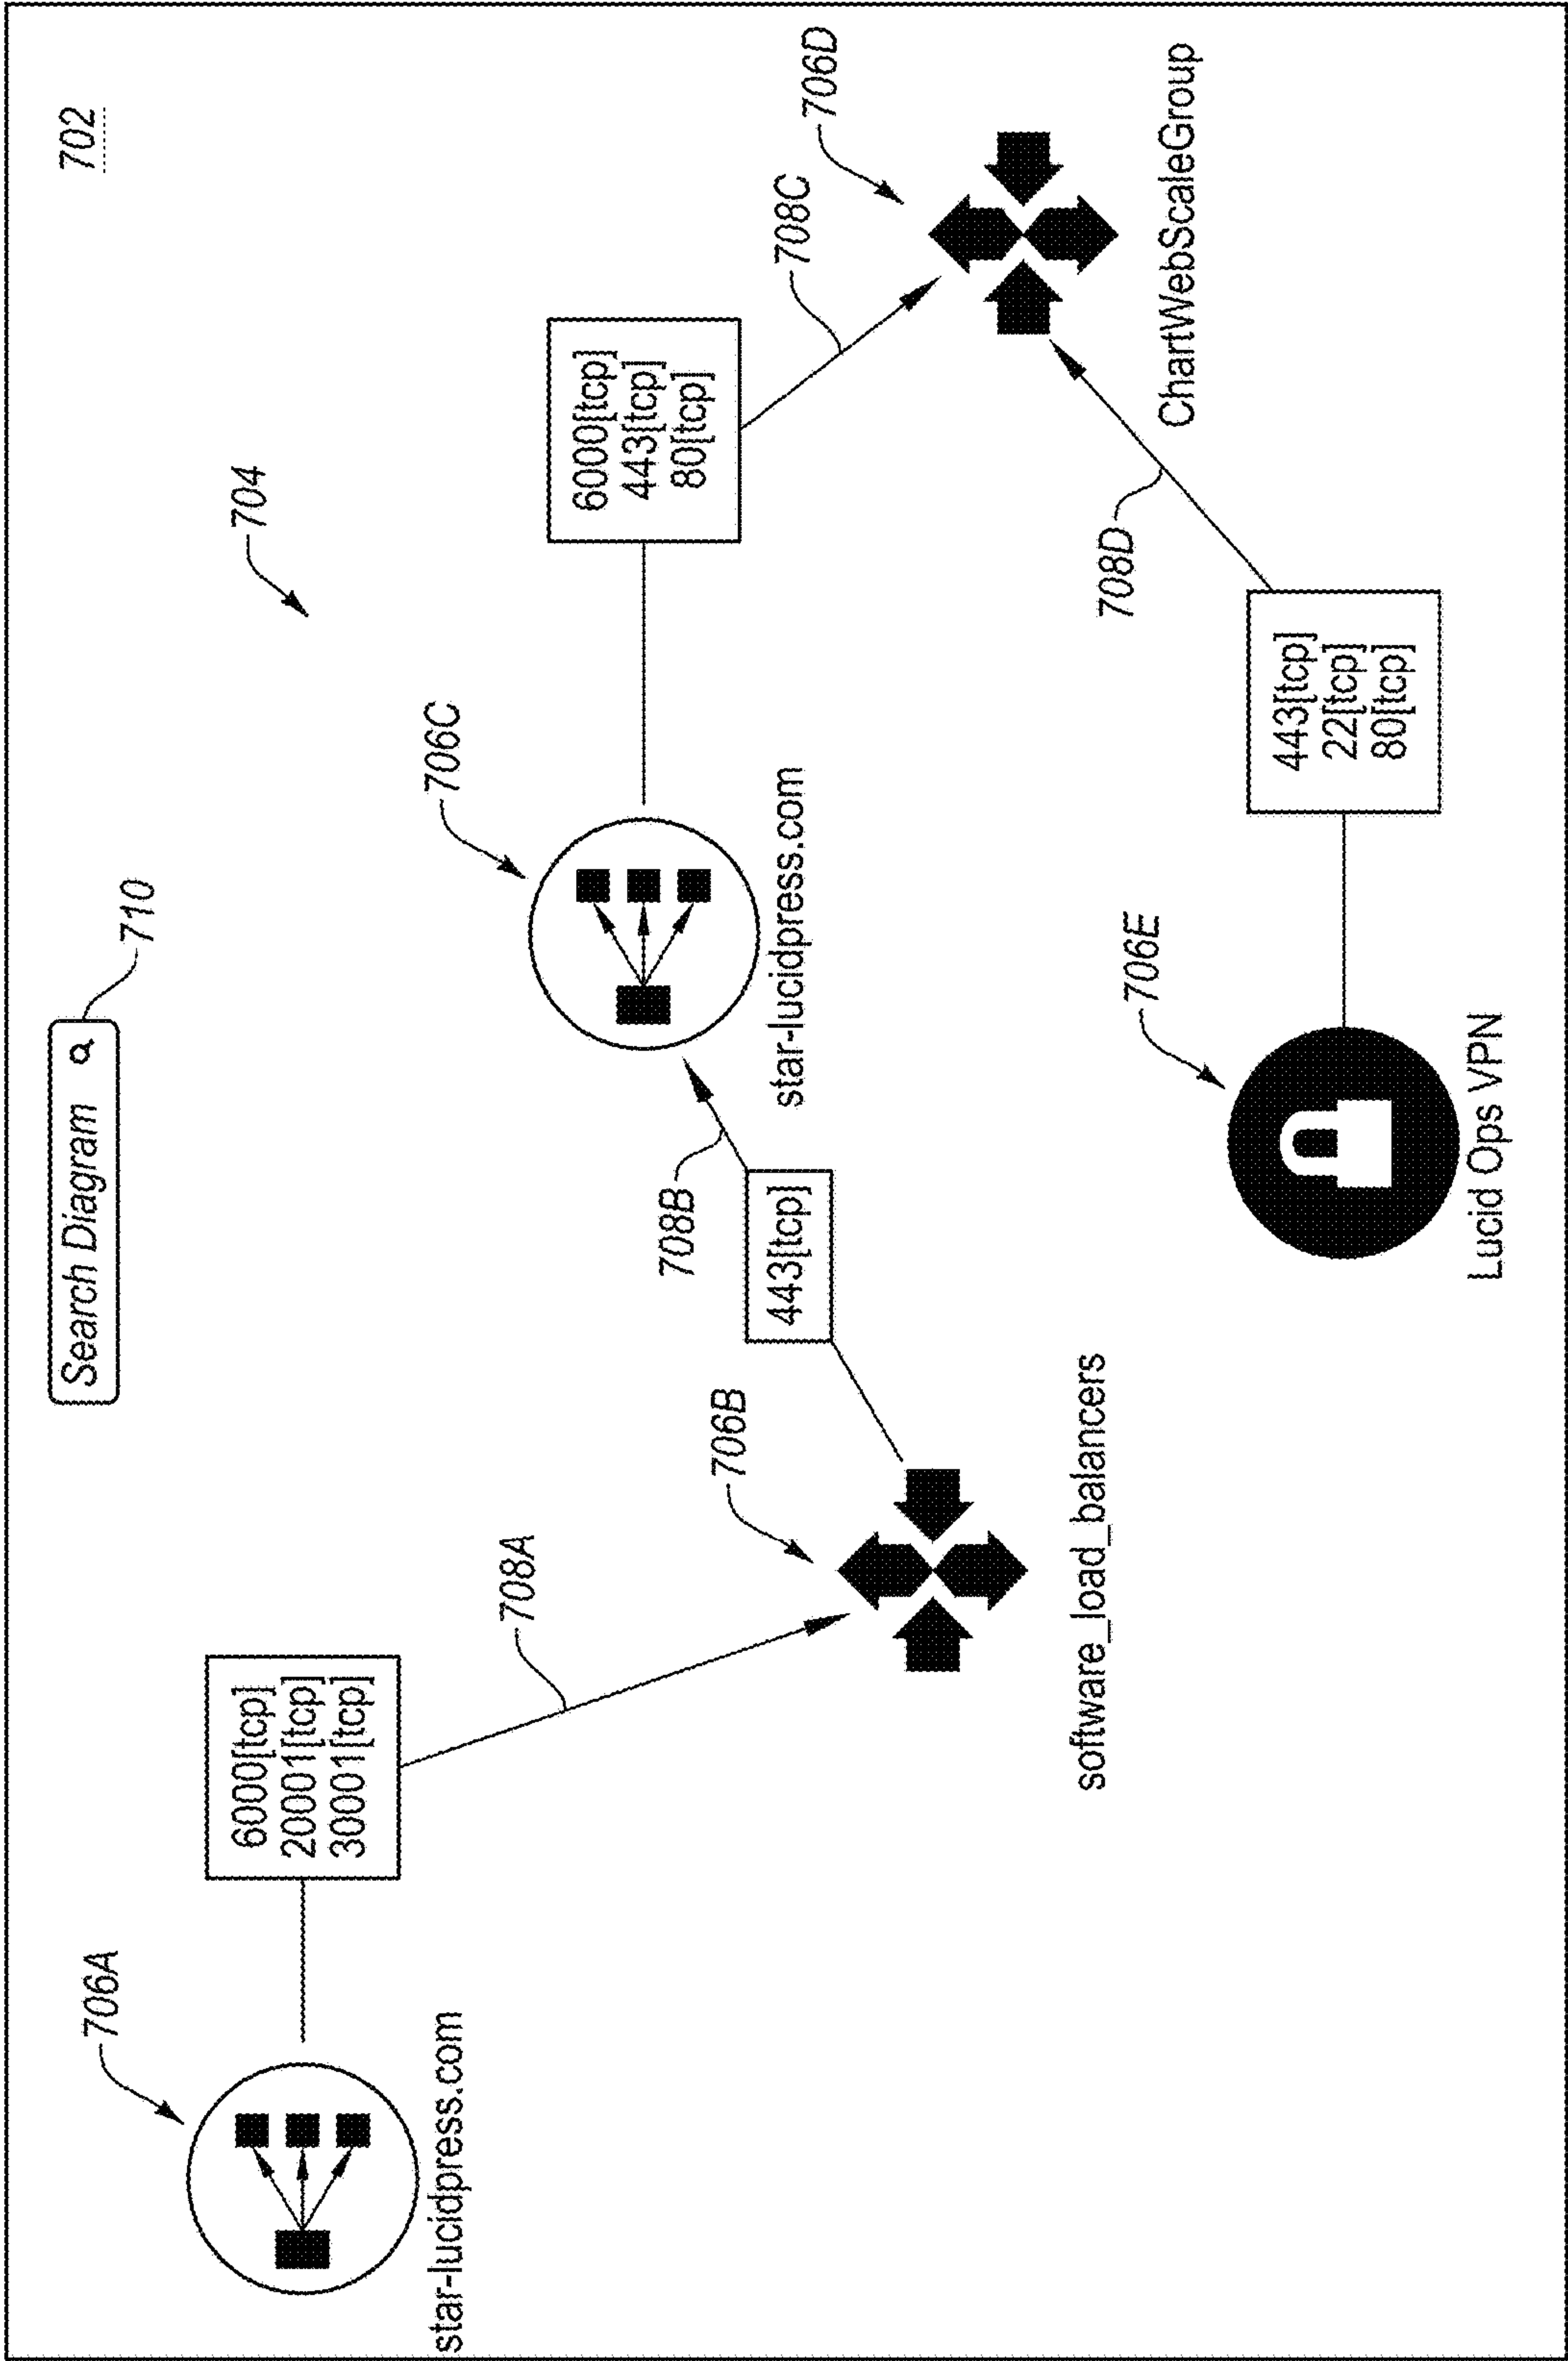 Search Diagram
710
702
704
706A
6000[tcp]
20001[tcp]
30001[tcp]
star-lucidpress.com
708A
706B
software_load_balancers
443[tcp]
708B
706C
star-lucidpress.com
6000[tcp]
443[tcp]
80[tcp]
708C
706D
ChartWebScaleGroup
708D
706E
443[tcp]
22[tcp]
80[tcp]
Lucid Ops VPN